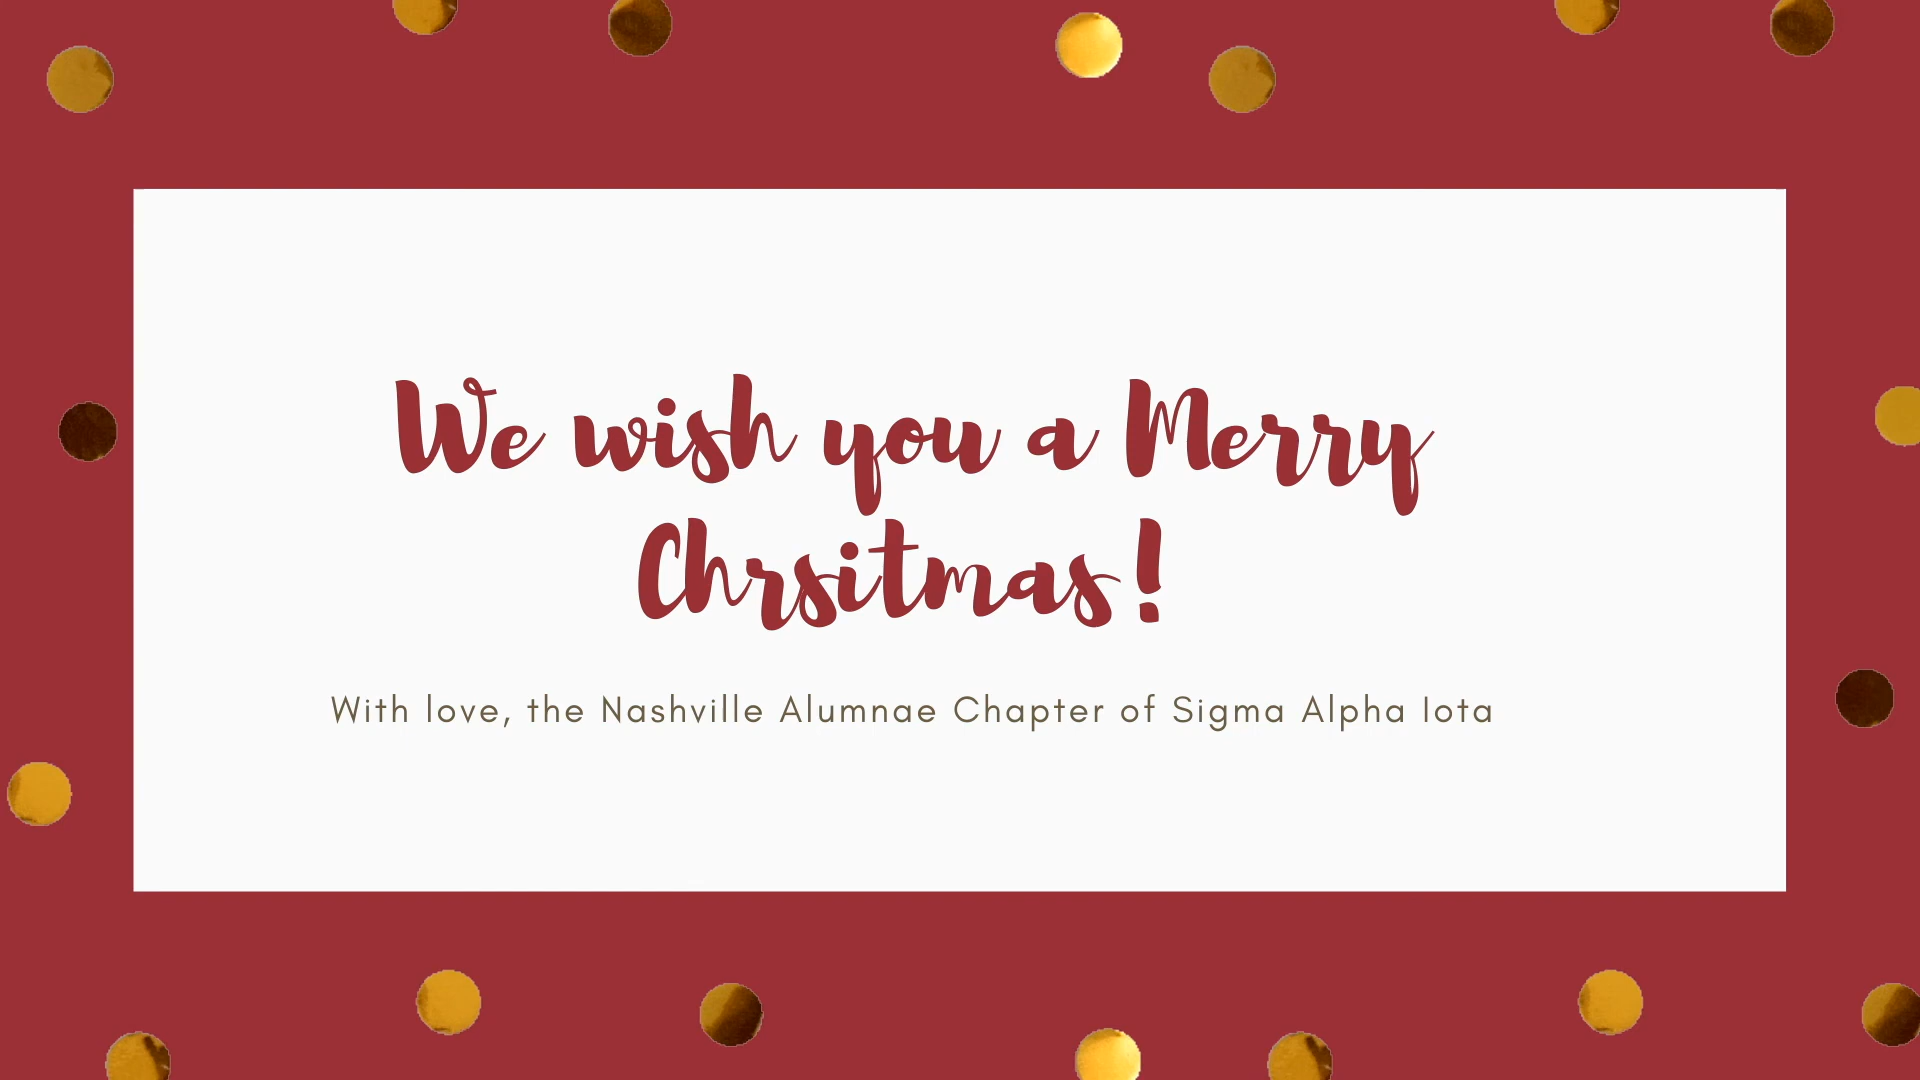 We wish you a Merry
Chrsitmas!
With love, the Nashville Alumnae Chapter of Sigma Alpha Iota